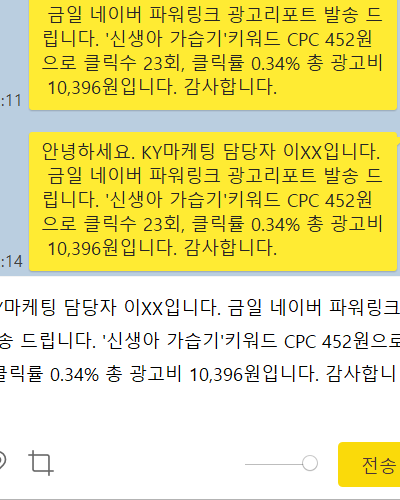 금일 네이버 파워링크 광고리포트 발송 드
립니다. '신생아 가습기'키워드 CPC 452원
으로 클릭수 23회, 클릭률 0.34% 총 광고비
10,396원입니다. 감사합니다.
:11
안녕하세요. KY마케팅 담당자 이XX입니다.
금일 네이버 파워링크 광고리포트 발송 드
립니다. '신생아 가습기'키워드 CPC 452원
으로 클릭수 23회, 클릭률 0.34% 총 광고비
10,396원입니다. 감사합니다.
:14
Y마케팅 담당자 이XX입니다. 금일 네이버 파워링크
송 드립니다. '신생아 가습기'키워드 CPC 452원으로
클릭률 0.34% 총 광고비 10,396원입니다. 감사합니
전송